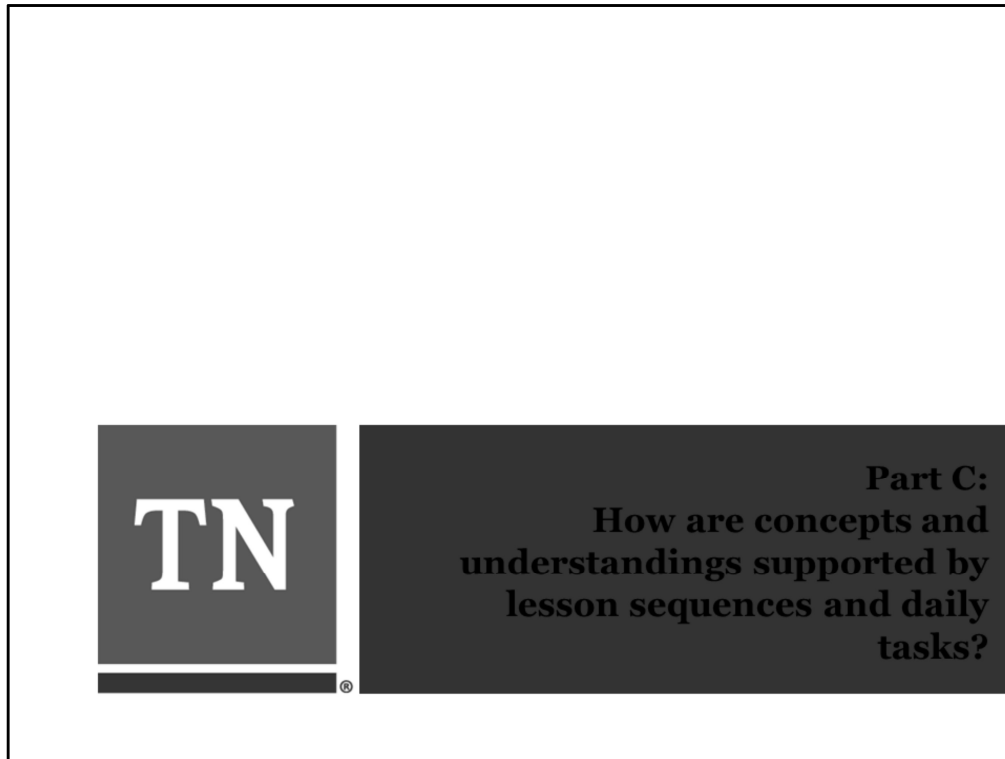 TN
®
Part C:
How are concepts and
understandings supported by
lesson sequences and daily
tasks?